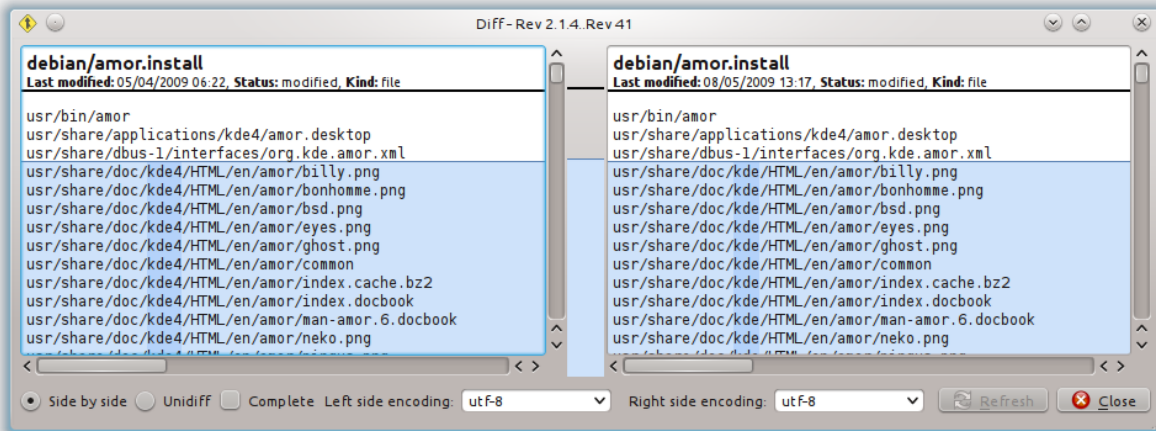 Diff - Rev 2.1.4..Rev 41
debian/amor.install
Last modified: 05/04/2009 06:22, Status: modified, Kind: file
usr/bin/amor
usr/share/applications/kde4/amor.desktop
usr/share/dbus-1/interfaces/org.kde.amor.xml
usr/share/doc/kde4/HTML/en/amor/billy.png
usr/share/doc/kde4/HTML/en/amor/bonhomme.png
usr/share/doc/kde4/HTML/en/amor/bsd.png
usr/share/doc/kde4/HTML/en/amor/eyes.png
usr/share/doc/kde4/HTML/en/amor/ghost.png
usr/share/doc/kde4/HTML/en/amor/common
usr/share/doc/kde4/HTML/en/amor/index.cache.bz2
usr/share/doc/kde4/HTML/en/amor/index.docbook
usr/share/doc/kde4/HTML/en/amor/man-amor.6.docbook
usr/share/doc/kde4/HTML/en/amor/neko.png
debian/amor.install
Last modified: 08/05/2009 13:17, Status: modified, Kind: file
usr/bin/amor
usr/share/applications/kde4/amor.desktop
usr/share/dbus-1/interfaces/org.kde.amor.xml
usr/share/doc/kde/HTML/en/amor/billy.png
usr/share/doc/kde/HTML/en/amor/bonhomme.png
usr/share/doc/kde/HTML/en/amor/bsd.png
usr/share/doc/kde/HTML/en/amor/eyes.png
usr/share/doc/kde/HTML/en/amor/ghost.png
usr/share/doc/kde/HTML/en/amor/common
usr/share/doc/kde/HTML/en/amor/index.cache.bz2
usr/share/doc/kde/HTML/en/amor/index.docbook
usr/share/doc/kde/HTML/en/amor/man-amor.6.docbook
usr/share/doc/kde/HTML/en/amor/neko.png
Side by side Unidiff Complete Left side encoding: utf-8 Right side encoding: utf-8 Refresh Close